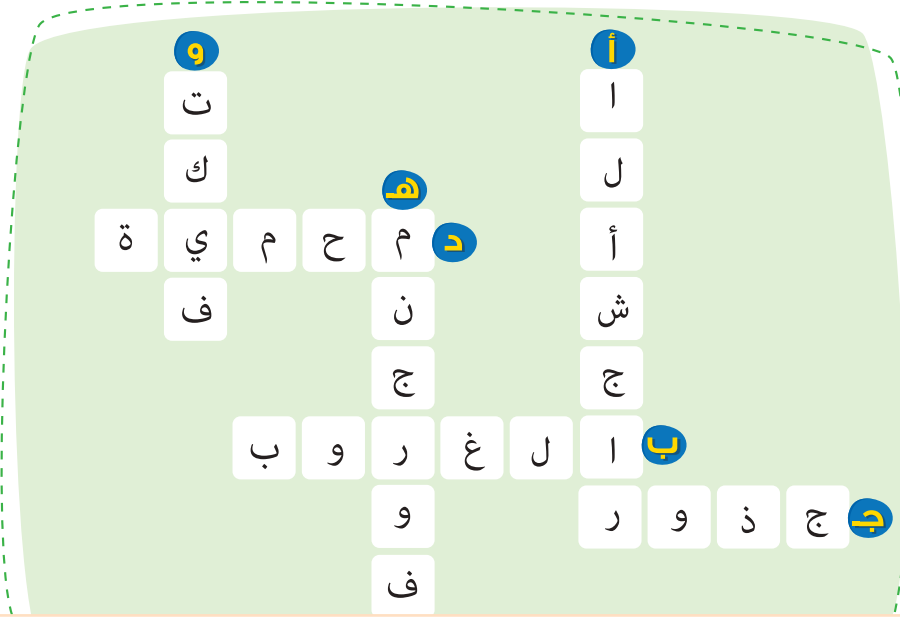 و
أ
ت
ا
ك
ل
هـ
د
م ح م ي ة
أ
ف
ن
ش
ج
ج
ب
ا ل غ ر و ب
جـ
ج ذ و ر
و
ف